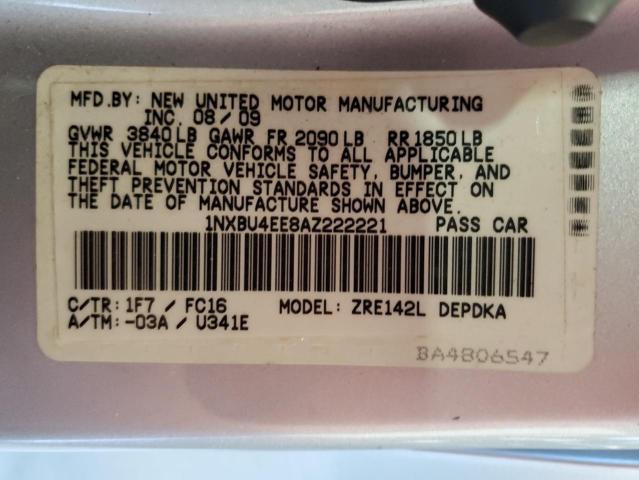 MFD.BY: NEW UNITED MOTOR MANUFACTURING
INC. 08/09
GVWR 3840LB GAWR FR 2090LB RR1850LB
THIS VEHICLE CONFORMS TO ALL APPLICABLE
FEDERAL MOTOR VEHICLE SAFETY, BUMPER, AND
THEFT PREVENTION STANDARDS IN EFFECT ON
THE DATE OF MANUFACTURE SHOWN ABOVE.
1NXBU4EE8AZ222221 PASS CAR
C/TR: 1F7 / FC16 MODEL: ZRE142L DEPDKA
A/TM: -03A / U341E
BA4806547